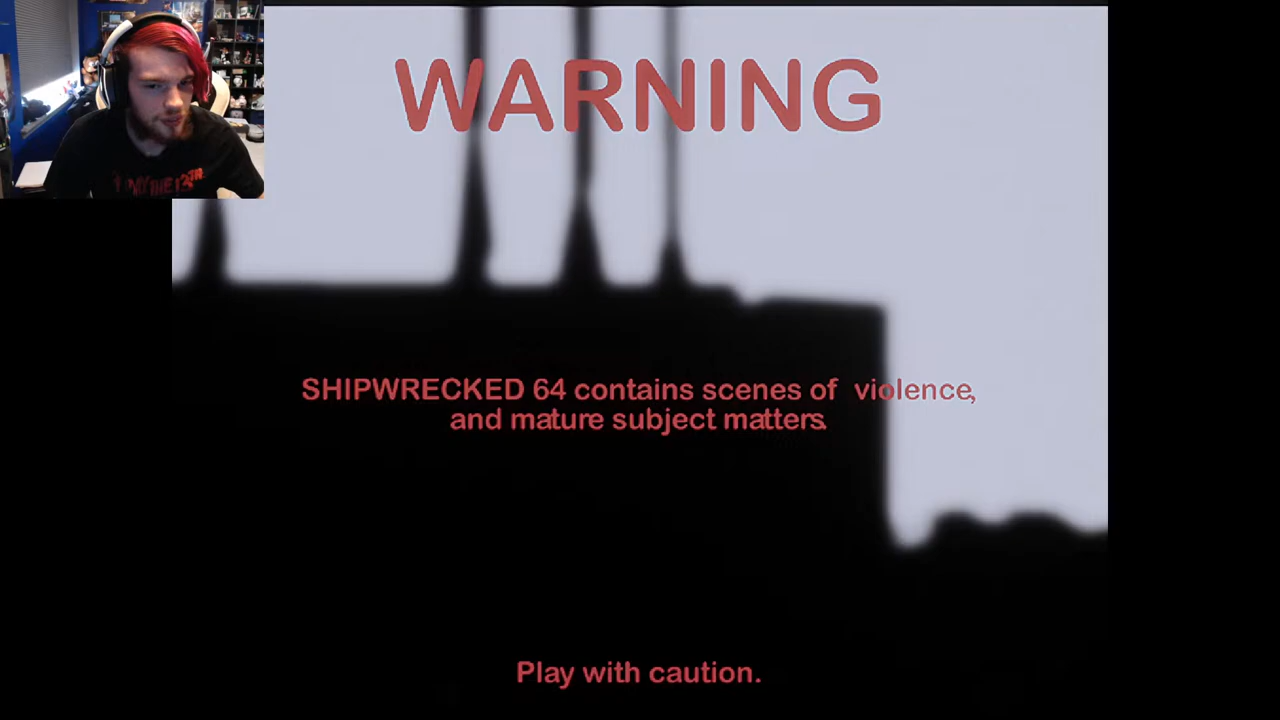 WARNING
SHIPWRECKED 64 contains scenes of violence,
and mature subject matters.
Play with caution.